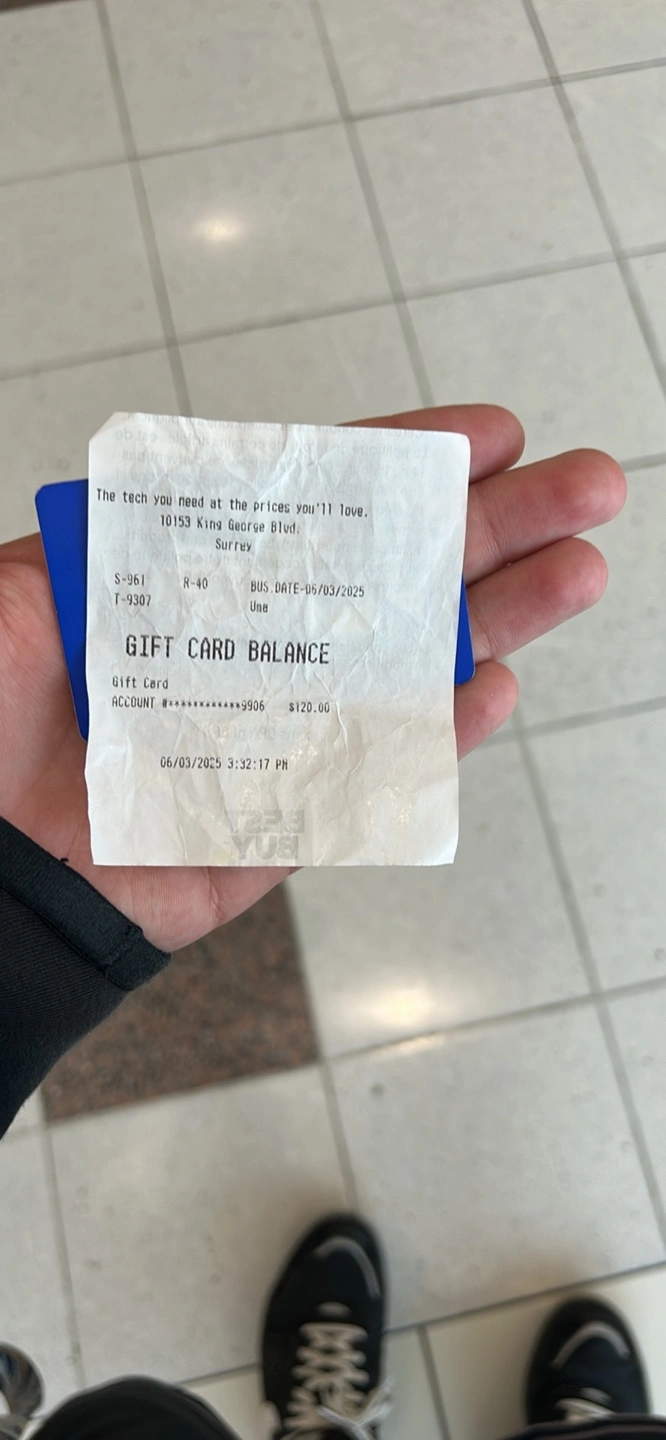 The tech you need at the prices you'll love.
10153 King George Blvd.
Surrey
S-961 R-40 BUS.DATE-06/03/2025
T-9307 Una
GIFT CARD BALANCE
Gift Card
ACCOUNT #************9906 $120.00
06/03/2025 3:32:17 PM
BEST
BUY